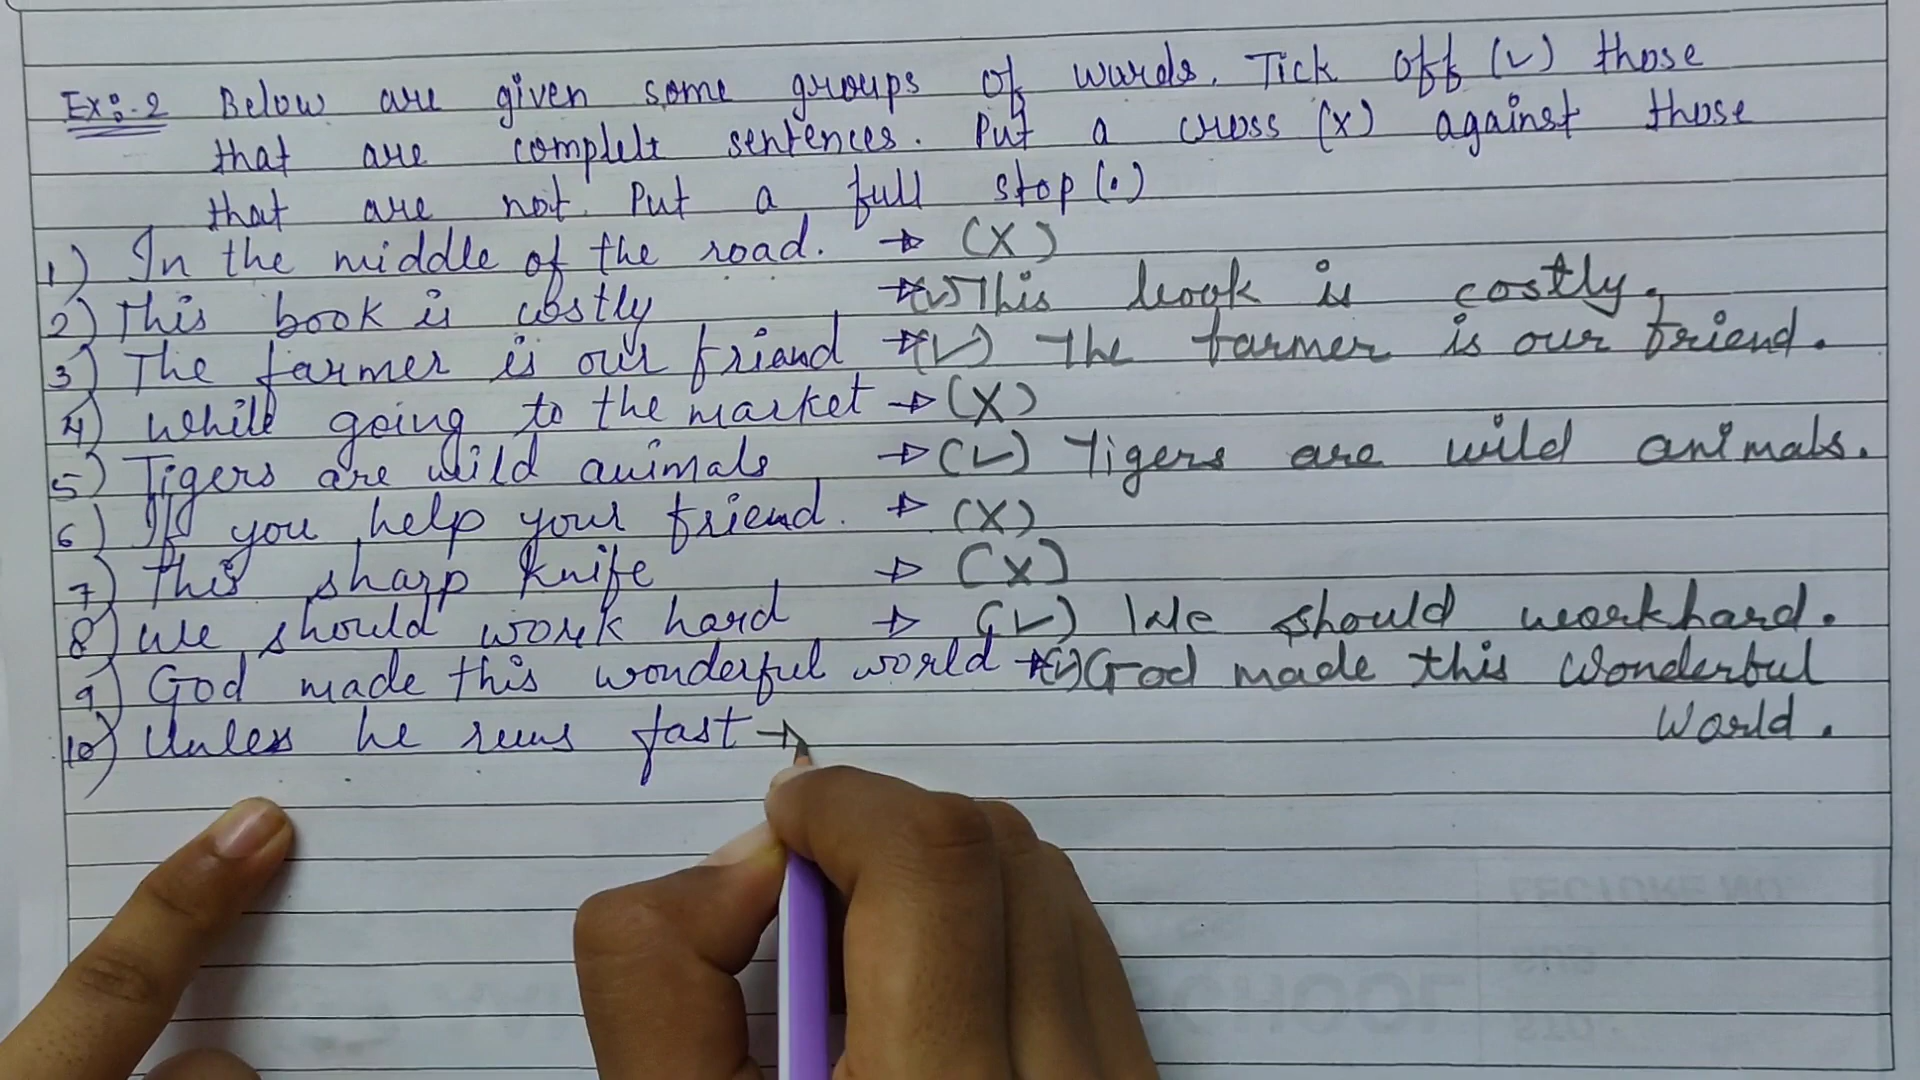 Ex:-2 Below are given some groups of words. Tick off (✓) those
that are complete sentences. Put a cross (x) against those
that are not. Put a full stop (.)
1) In the middle of the road. → (X)
2) This book is costly → (✓) This book is costly.
3) The farmer is our friend → (✓) The farmer is our friend.
4) While going to the market → (X)
5) Tigers are wild animals → (✓) Tigers are wild animals.
6) If you help your friend. → (X)
7) This sharp knife → (X)
8) We should work hard → (✓) We should work hard.
9) God made this wonderful world → (✓) God made this wonderful
world.
10) Unless he runs fast →